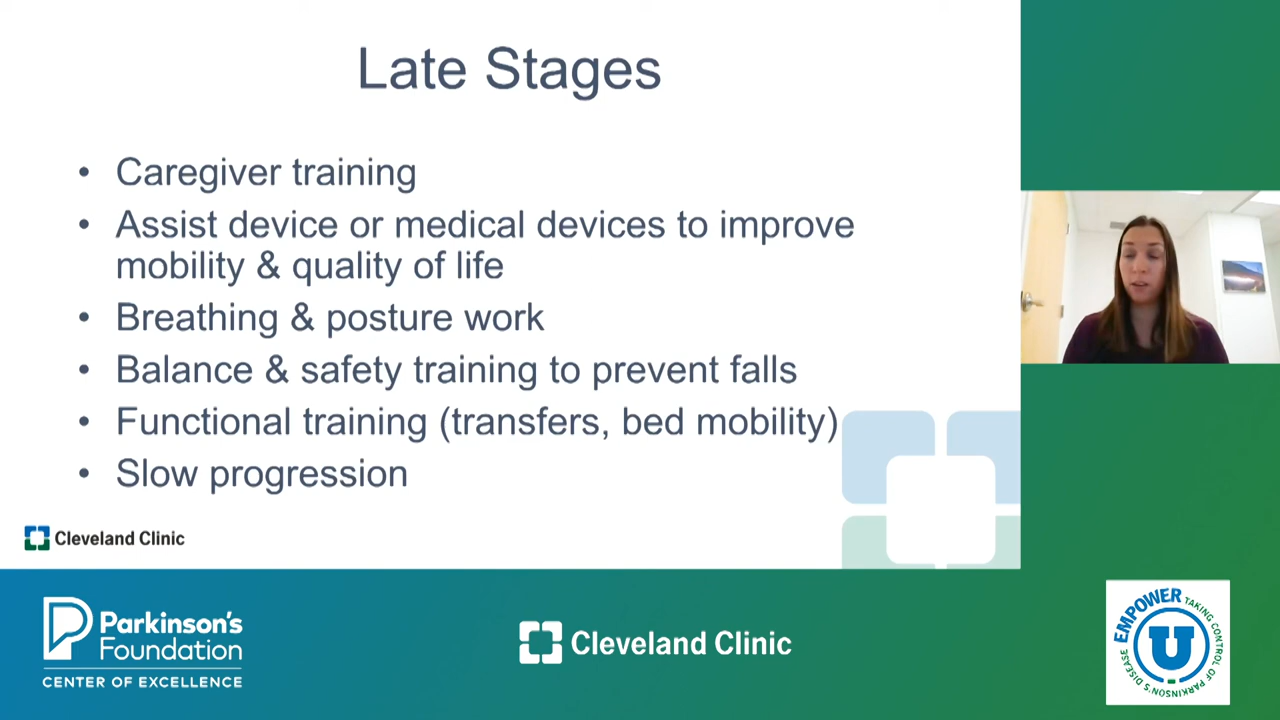 Late Stages
• Caregiver training
• Assist device or medical devices to improve
mobility & quality of life
• Breathing & posture work
• Balance & safety training to prevent falls
• Functional training (transfers, bed mobility)
• Slow progression
Cleveland Clinic
Parkinson's
Foundation
CENTER OF EXCELLENCE
Cleveland Clinic
EMPOWER
U
TAKING CONTROL OF PARKINSON'S DISEASE